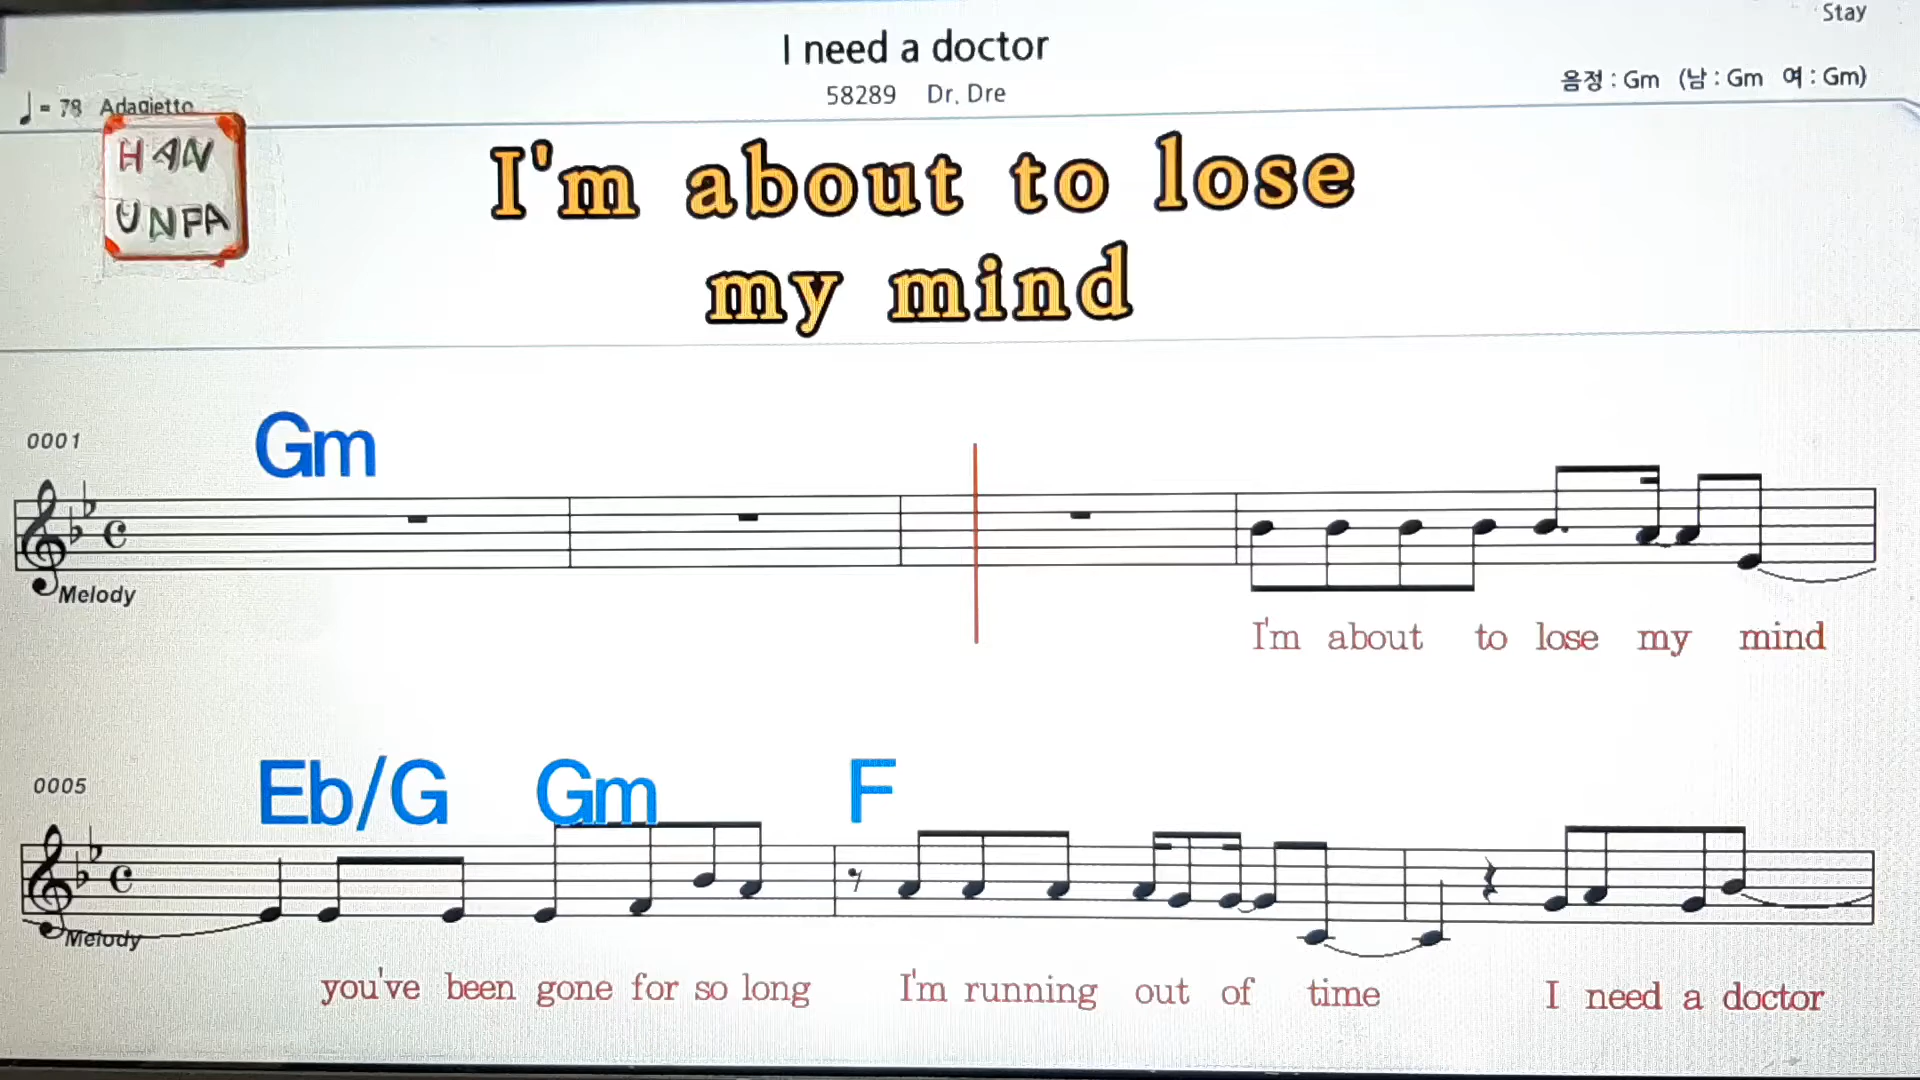 Stay
I need a doctor
58289 Dr. Dre
음정 : Gm (남 : Gm 여 : Gm)
= 78 Adagietto
HAN
UNFA
I'm about to lose
my mind
0001
Gm
Melody
I'm about to lose my mind
0005
Eb/G Gm F
Melody
you've been gone for so long I'm running out of time I need a doctor